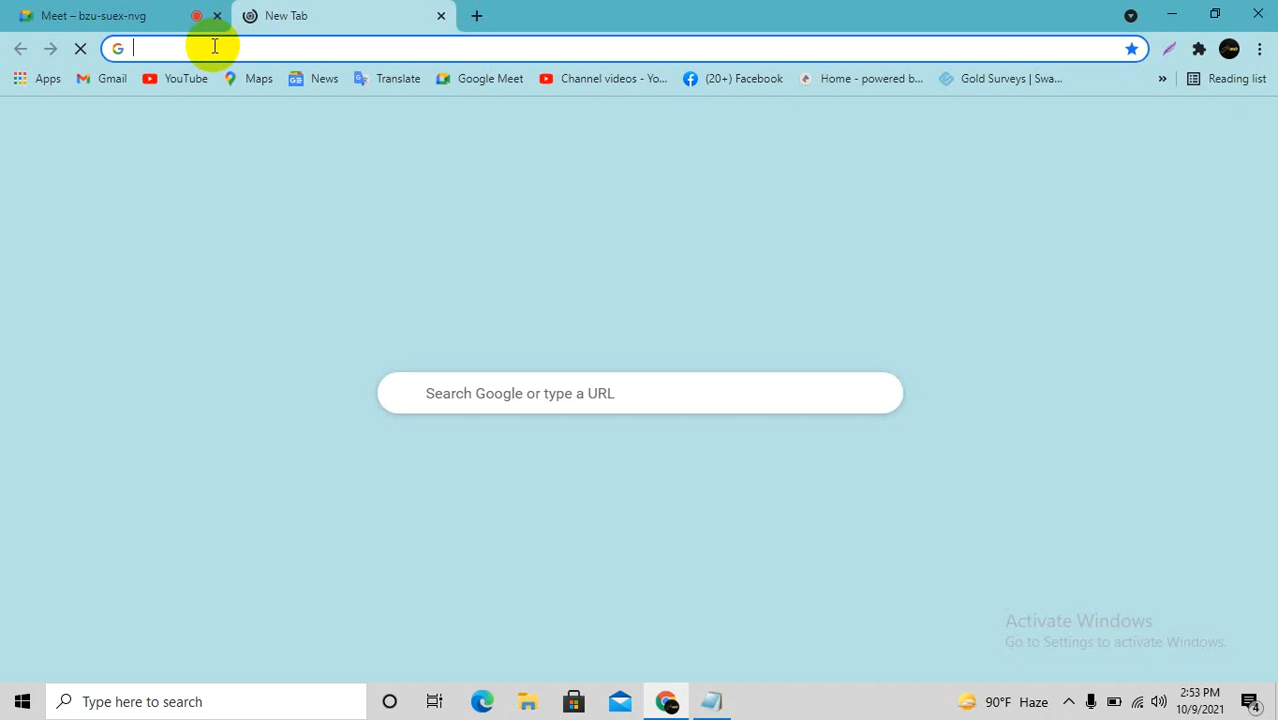 Meet – bzu-suex-nvg
New Tab
Apps
Gmail
YouTube
Maps
News
Translate
Google Meet
Channel videos - Yo...
(20+) Facebook
Home - powered b...
Gold Surveys | Swa...
»
Reading list
Search Google or type a URL
Activate Windows
Go to Settings to activate Windows.
Type here to search
90°F Haze
2:53 PM
10/9/2021
4